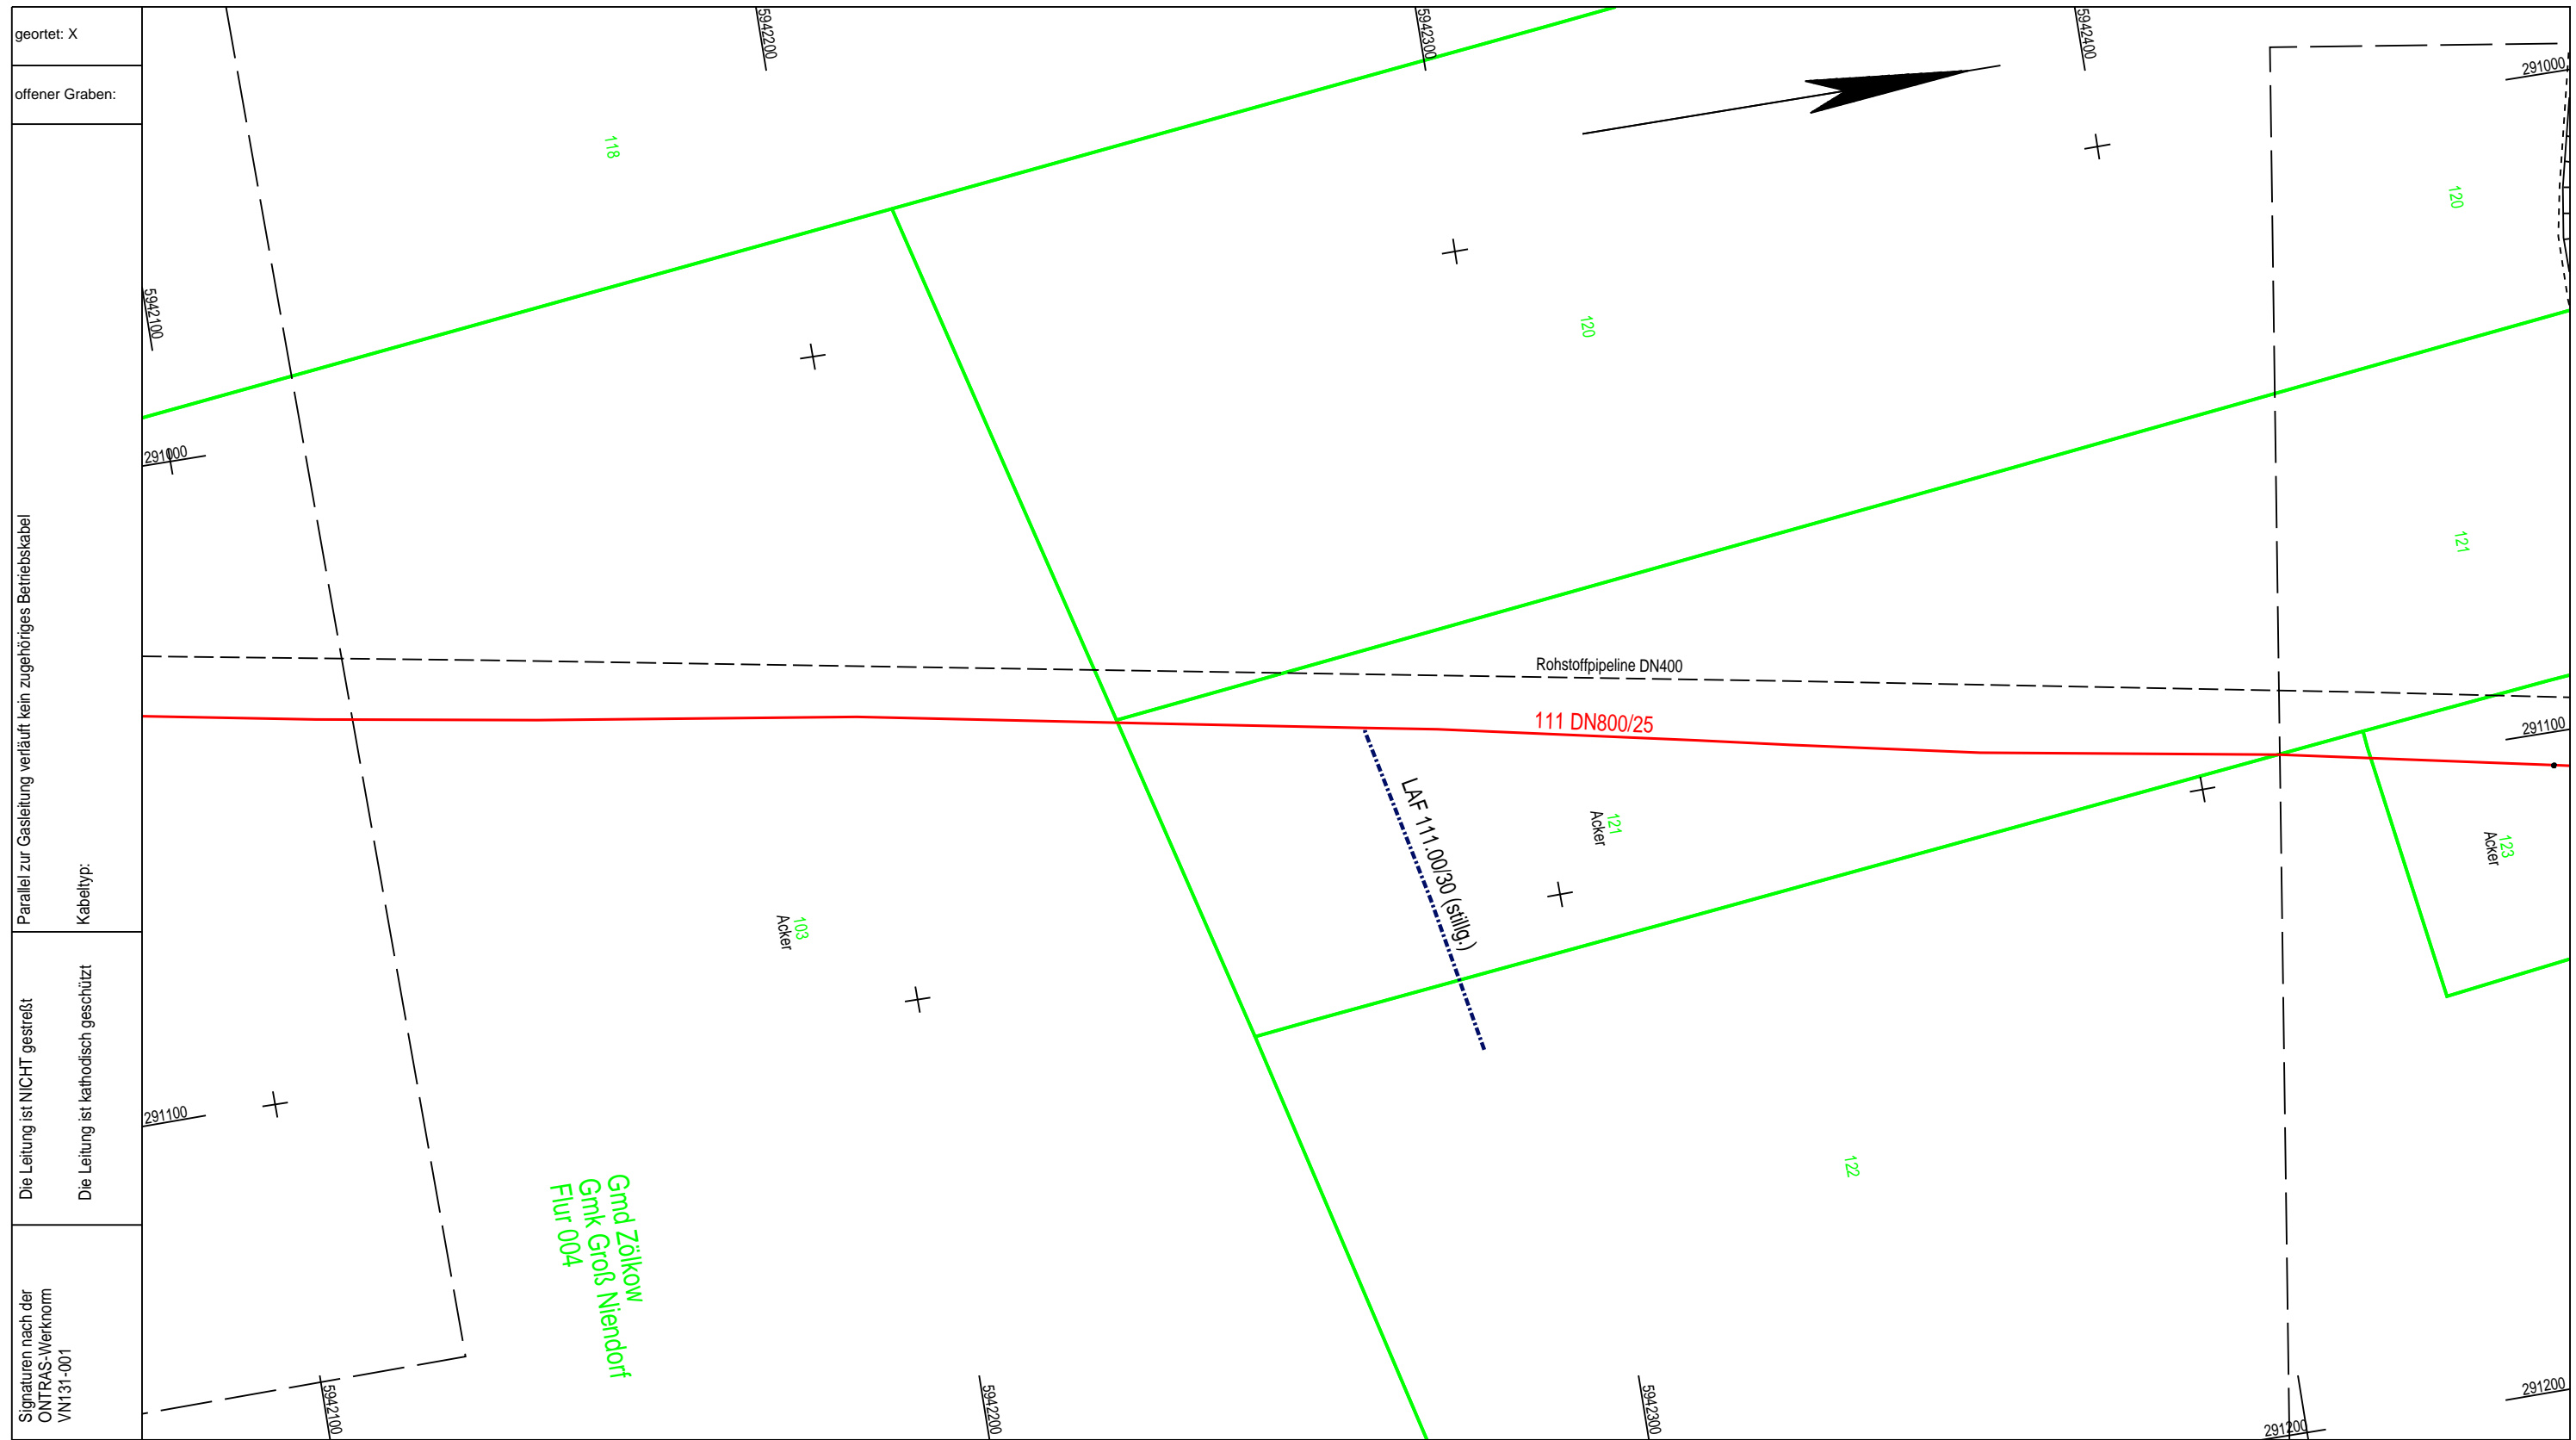 geortet: X
offener Graben:
Parallel zur Gasleitung verläuft kein zugehöriges Betriebskabel
Kabeltyp:
Die Leitung ist NICHT gestreßt
Die Leitung ist kathodisch geschützt
Signaturen nach der
ONTRAS-Werknorm
VN131-001
5942200
5942300
5942400
291000
118
120
5942100
120
291000
121
Rohstoffpipeline DN400
111 DN800/25
291100
LAF 111.00/30 (stillg.)
121
Acker
123
Acker
103
Acker
291100
122
Gmd Zölkow
Gmk Groß Niendorf
Flur 004
5942100
5942200
5942300
291200
291200